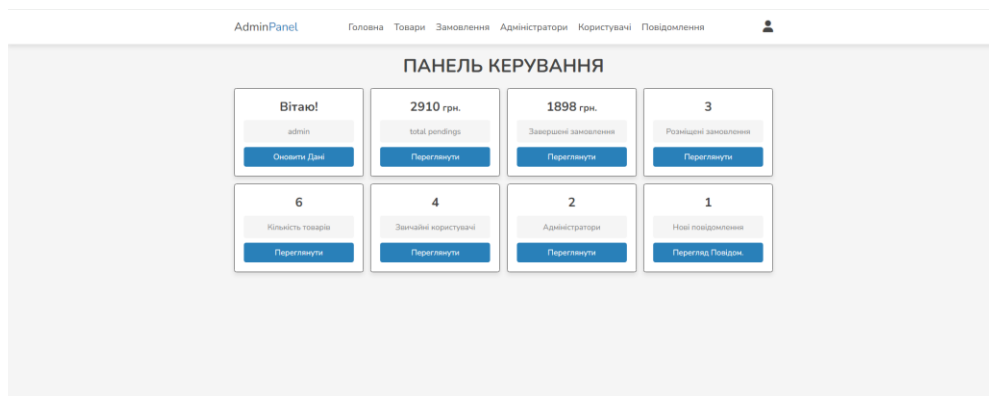 AdminPanel Головна Товари Замовлення Адміністратори Користувачі Повідомлення
ПАНЕЛЬ КЕРУВАННЯ
Вітаю!
admin
Оновити Дані
2910 грн.
total pendings
Переглянути
1898 грн.
Завершені замовлення
Переглянути
3
Розміщені замовлення
Переглянути
6
Кількість товарів
Переглянути
4
Звичайні користувачі
Переглянути
2
Адміністратори
Переглянути
1
Нові повідомлення
Перегляд Повідом.